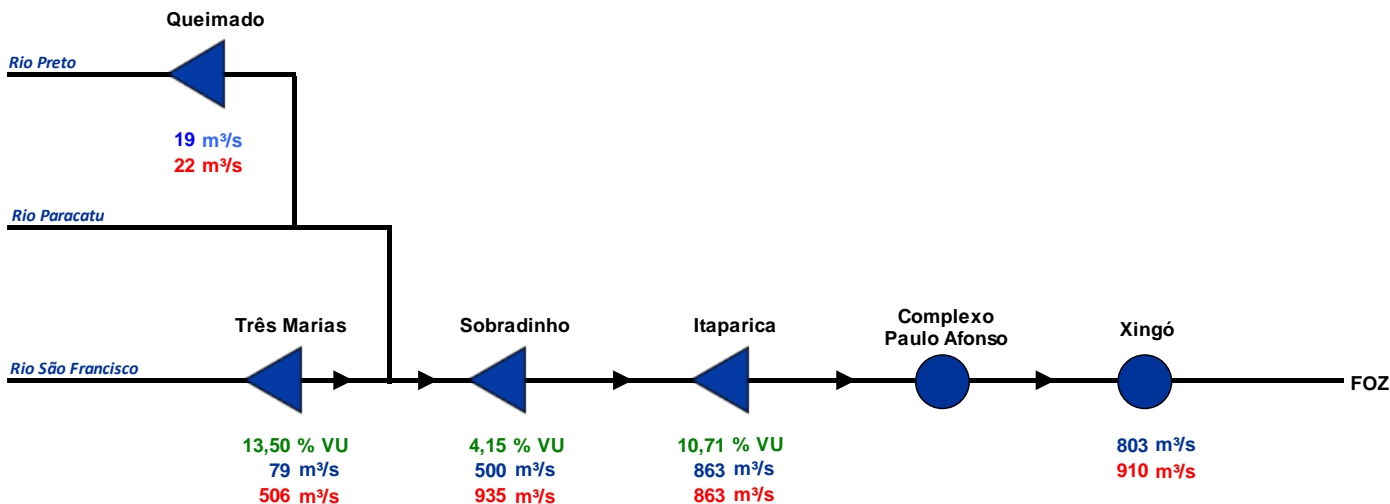 Queimado
Rio Preto
19 m³/s
22 m³/s
Rio Paracatu
Três Marias
Sobradinho
Itaparica
Complexo
Paulo Afonso
Xingó
Rio São Francisco
FOZ
13,50 % VU
79 m³/s
506 m³/s
4,15 % VU
500 m³/s
935 m³/s
10,71 % VU
863 m³/s
863 m³/s
803 m³/s
910 m³/s